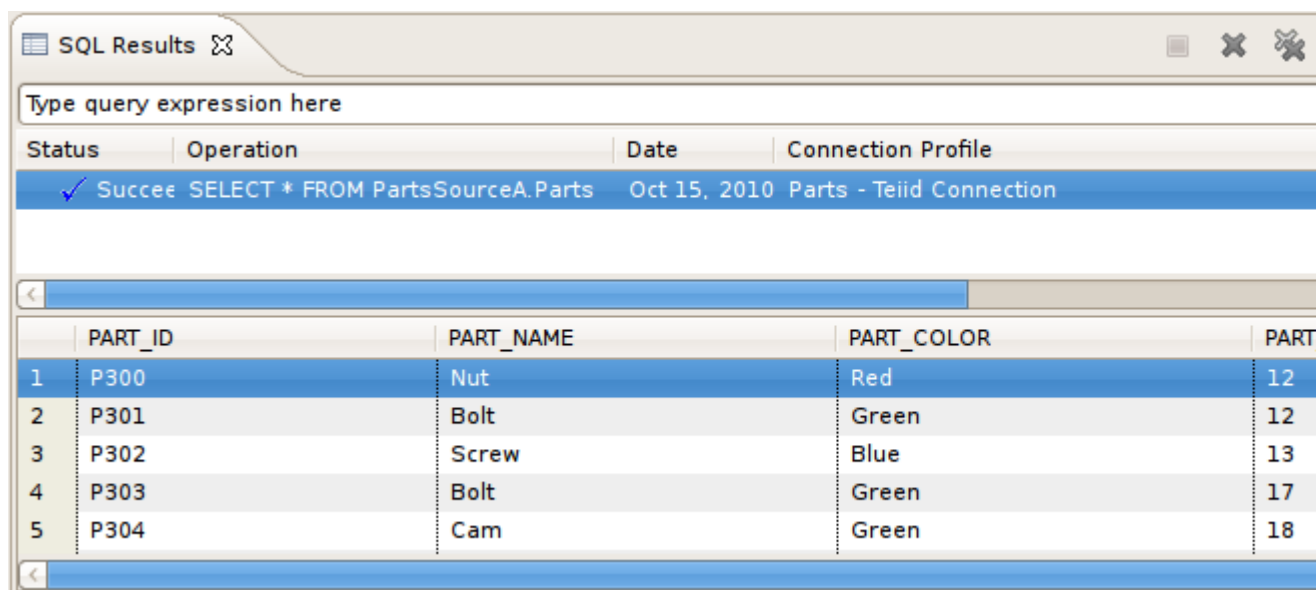 SQL Results
Type query expression here
Status Operation Date Connection Profile
Succee SELECT * FROM PartsSourceA.Parts Oct 15, 2010 Parts - Teiid Connection
PART_ID PART_NAME PART_COLOR PART
1 P300 Nut Red 12
2 P301 Bolt Green 12
3 P302 Screw Blue 13
4 P303 Bolt Green 17
5 P304 Cam Green 18